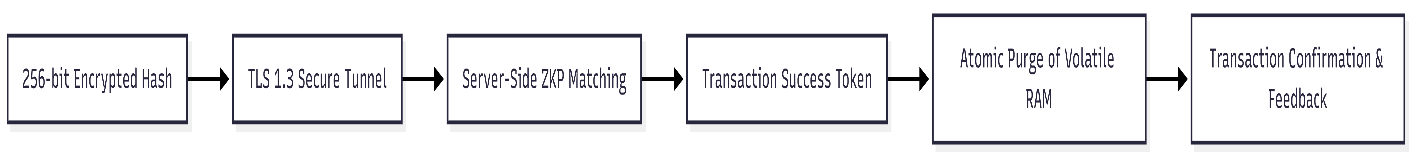 256-bit Encrypted Hash
TLS 1.3 Secure Tunnel
Server-Side ZKP Matching
Transaction Success Token
Atomic Purge of Volatile
RAM
Transaction Confirmation &
Feedback